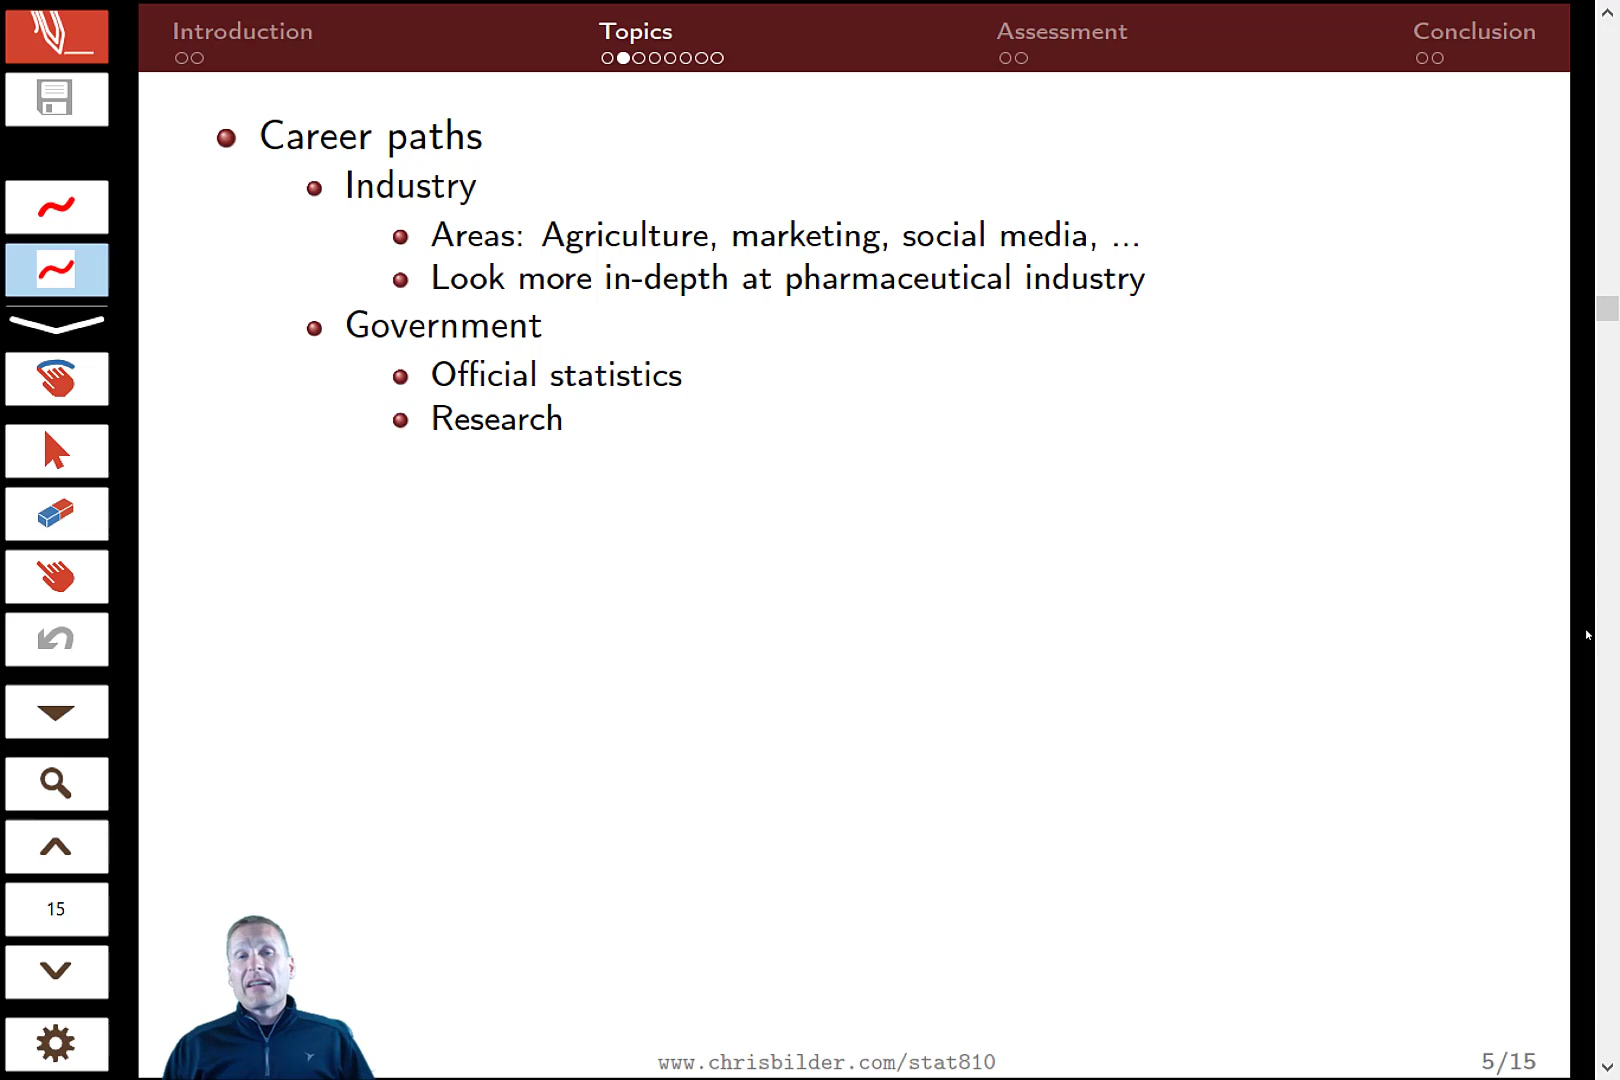 Introduction
Topics
Assessment
Conclusion
Career paths
Industry
Areas: Agriculture, marketing, social media, ...
Look more in-depth at pharmaceutical industry
Government
Official statistics
Research
15
www.chrisbilder.com/stat810
5/15